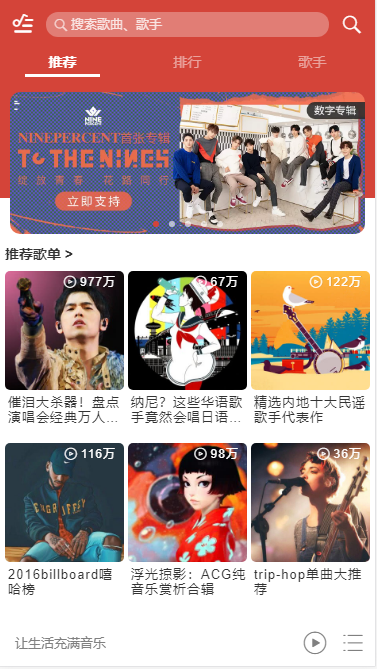 搜索歌曲、歌手
推荐
排行
歌手
数字专辑
NINE
NINEPERCENT首张专辑
TO THE NINES
绽放青春 花路同行
立即支持
推荐歌单 >
977万
67万
122万
催泪大杀器！盘点
演唱会经典万人...
纳尼？这些华语歌
手竟然会唱日语...
精选内地十大民谣
歌手代表作
116万
98万
36万
2016billboard嘻
哈榜
浮光掠影：ACG纯
音乐赏析合辑
trip-hop单曲大推
荐
让生活充满音乐